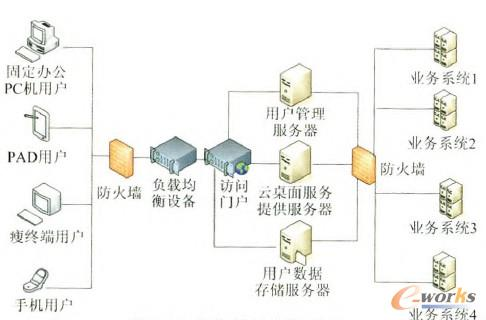 固定办公
PC机用户
PAD用户
瘦终端用户
手机用户
防火墙
负载均
衡设备
访问
门户
用户管理
服务器
云桌面服务
提供服务器
用户数据
存储服务器
防火墙
业务系统1
业务系统2
业务系统3
业务系统4
e-works